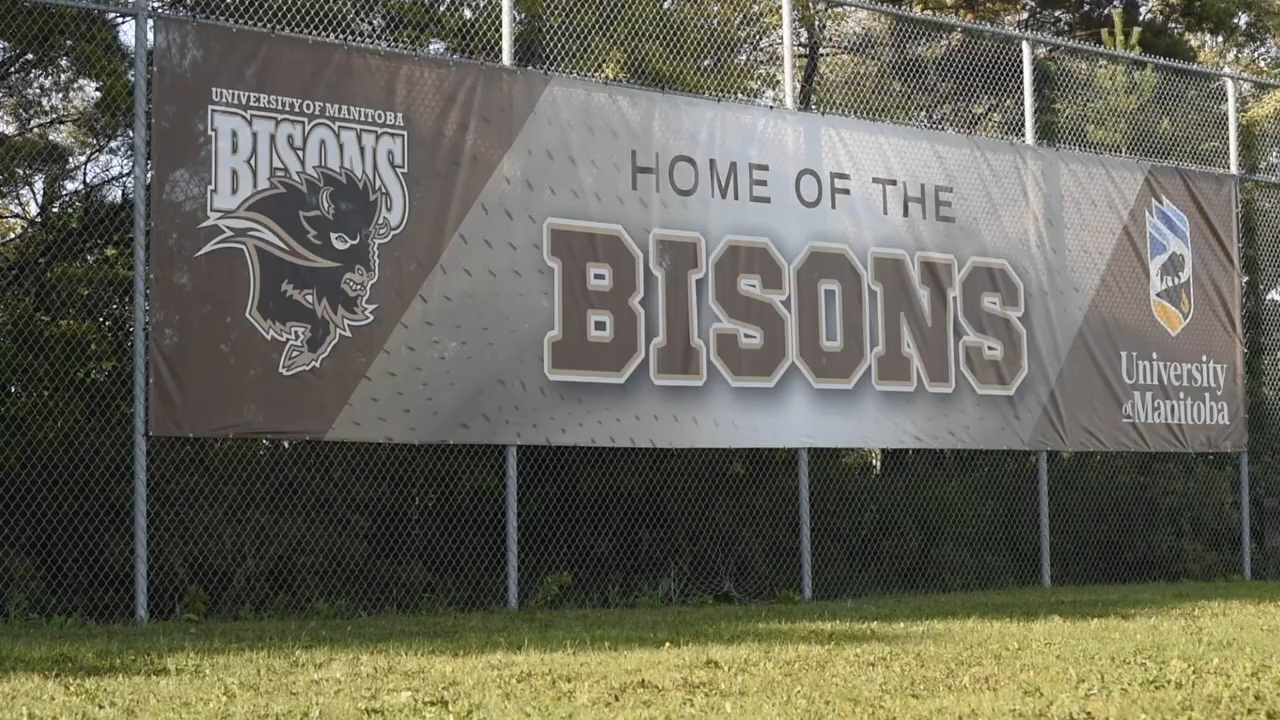 UNIVERSITY OF MANITOBA
BISONS
HOME OF THE
BISONS
University
of Manitoba